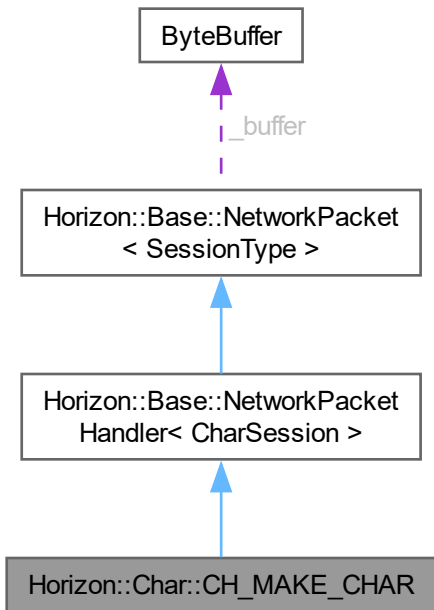 ByteBuffer
_buffer
Horizon::Base::NetworkPacket
< SessionType >
Horizon::Base::NetworkPacket
Handler< CharSession >
Horizon::Char::CH_MAKE_CHAR